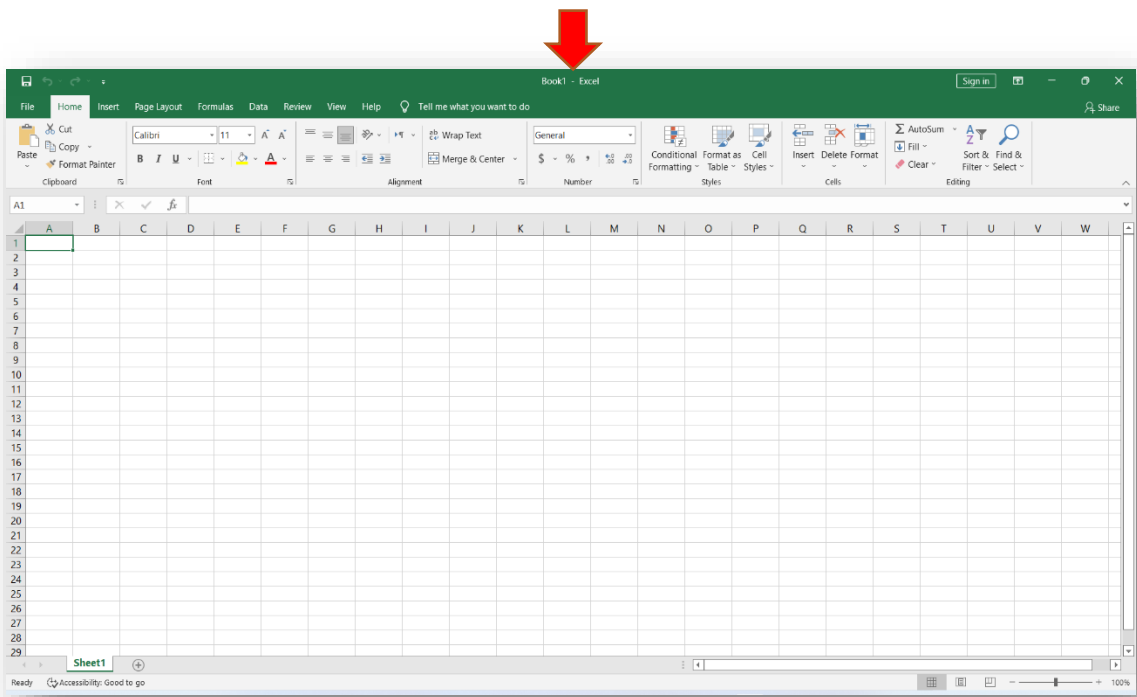 Book1 - Excel
Sign in
File Home Insert Page Layout Formulas Data Review View Help Tell me what you want to do
Share
Paste
Cut
Copy
Format Painter
Clipboard
Calibri 11 A A
B I U A
Font
ab Wrap Text
Merge & Center
Alignment
General
$ % ,
Number
Conditional Formatting
Format as Table
Cell Styles
Styles
Insert Delete Format
Cells
AutoSum
Fill
Clear
Sort & Filter
Find & Select
Editing
A1 fx
A B C D E F G H I J K L M N O P Q R S T U V W
1
2
3
4
5
6
7
8
9
10
11
12
13
14
15
16
17
18
19
20
21
22
23
24
25
26
27
28
29
Sheet1
Ready Accessibility: Good to go
100%